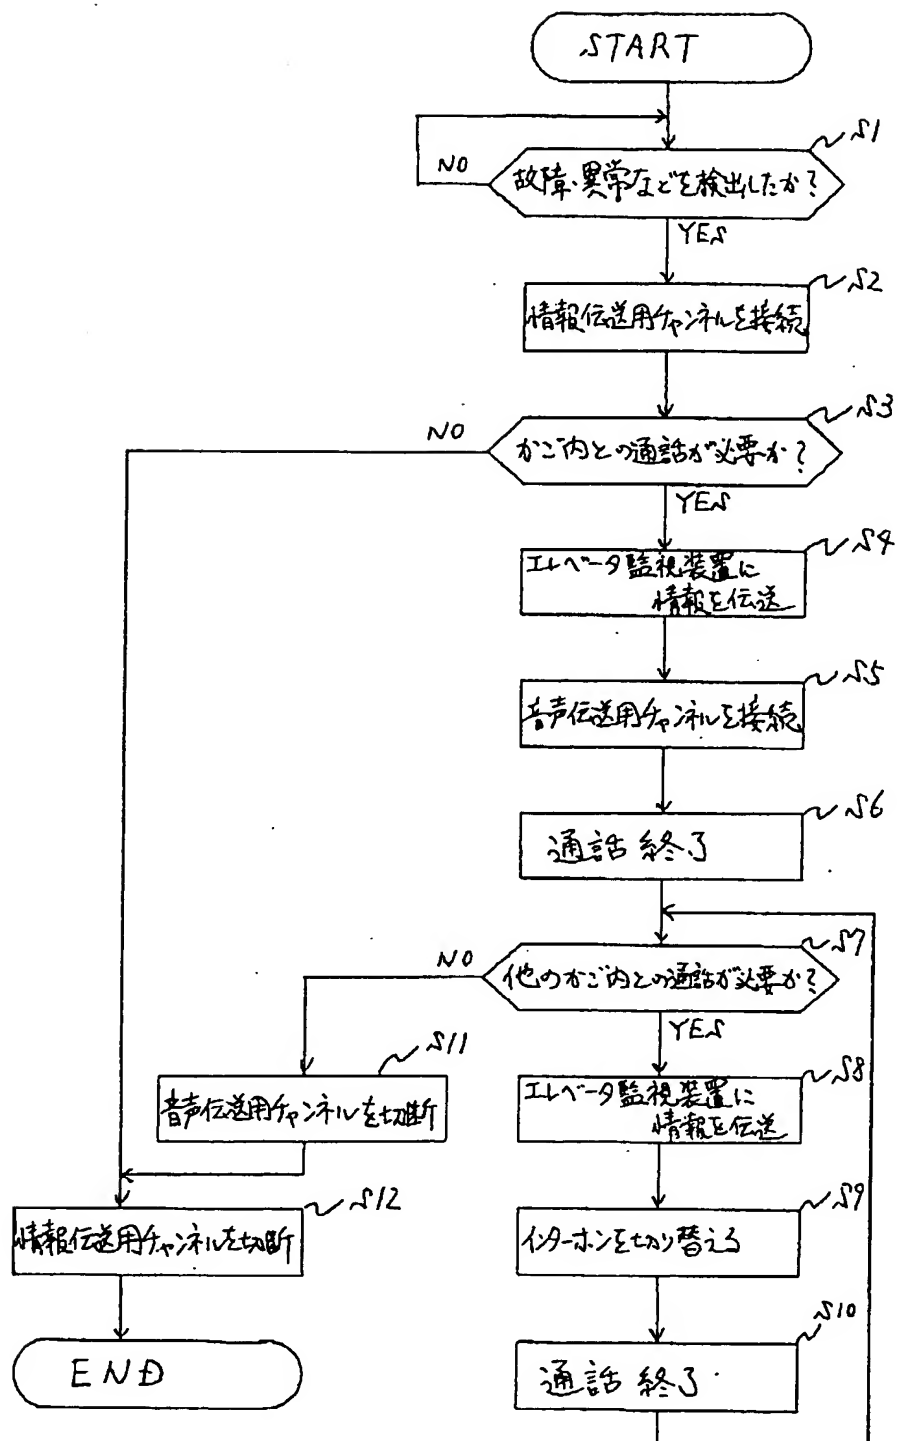 START
S1
NO
故障・異常などを検出したか?
YES
S2
情報伝送用チャンネルを接続
S3
NO
かご内との通話が必要か?
YES
S4
エレベータ監視装置に
情報を伝送
S5
音声伝送用チャンネルを接続
S6
通話終了
S7
NO
他のかご内との通話が必要か?
YES
S11
S8
音声伝送用チャンネルを切断
エレベータ監視装置に
情報を伝送
S12
S9
情報伝送用チャンネルを切断
インターホンを切り替える
S10
END
通話終了